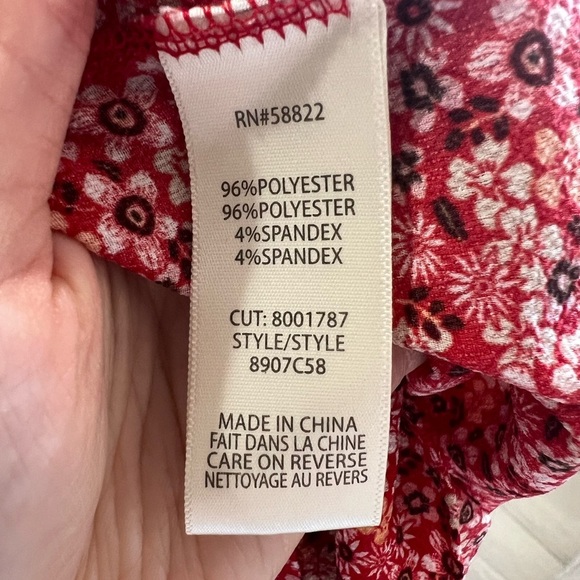 RN#58822
96%POLYESTER
96%POLYESTER
4%SPANDEX
4%SPANDEX
CUT: 8001787
STYLE/STYLE
8907C58
MADE IN CHINA
FAIT DANS LA CHINE
CARE ON REVERSE
NETTOYAGE AU REVERS